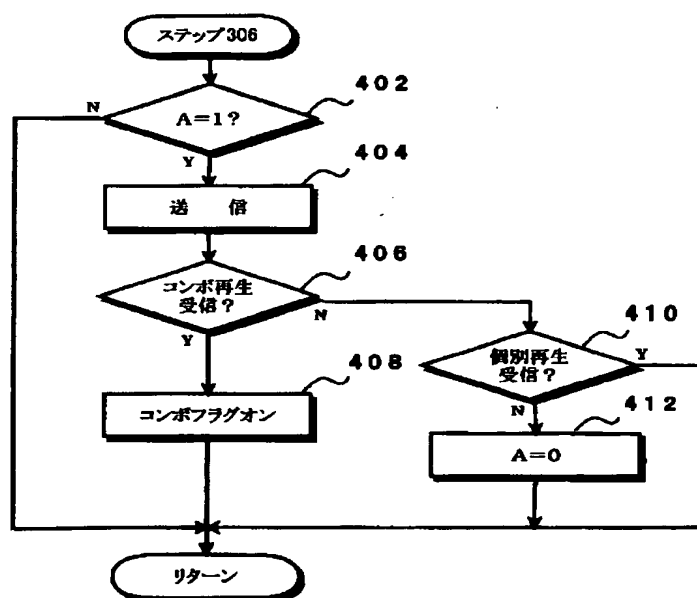 ステップ306
402
N
A=1?
Y
404
送 信
406
コンボ再生
受信?
N
Y
410
個別再生
受信?
Y
N
408
コンボフラグオン
412
A=0
リターン